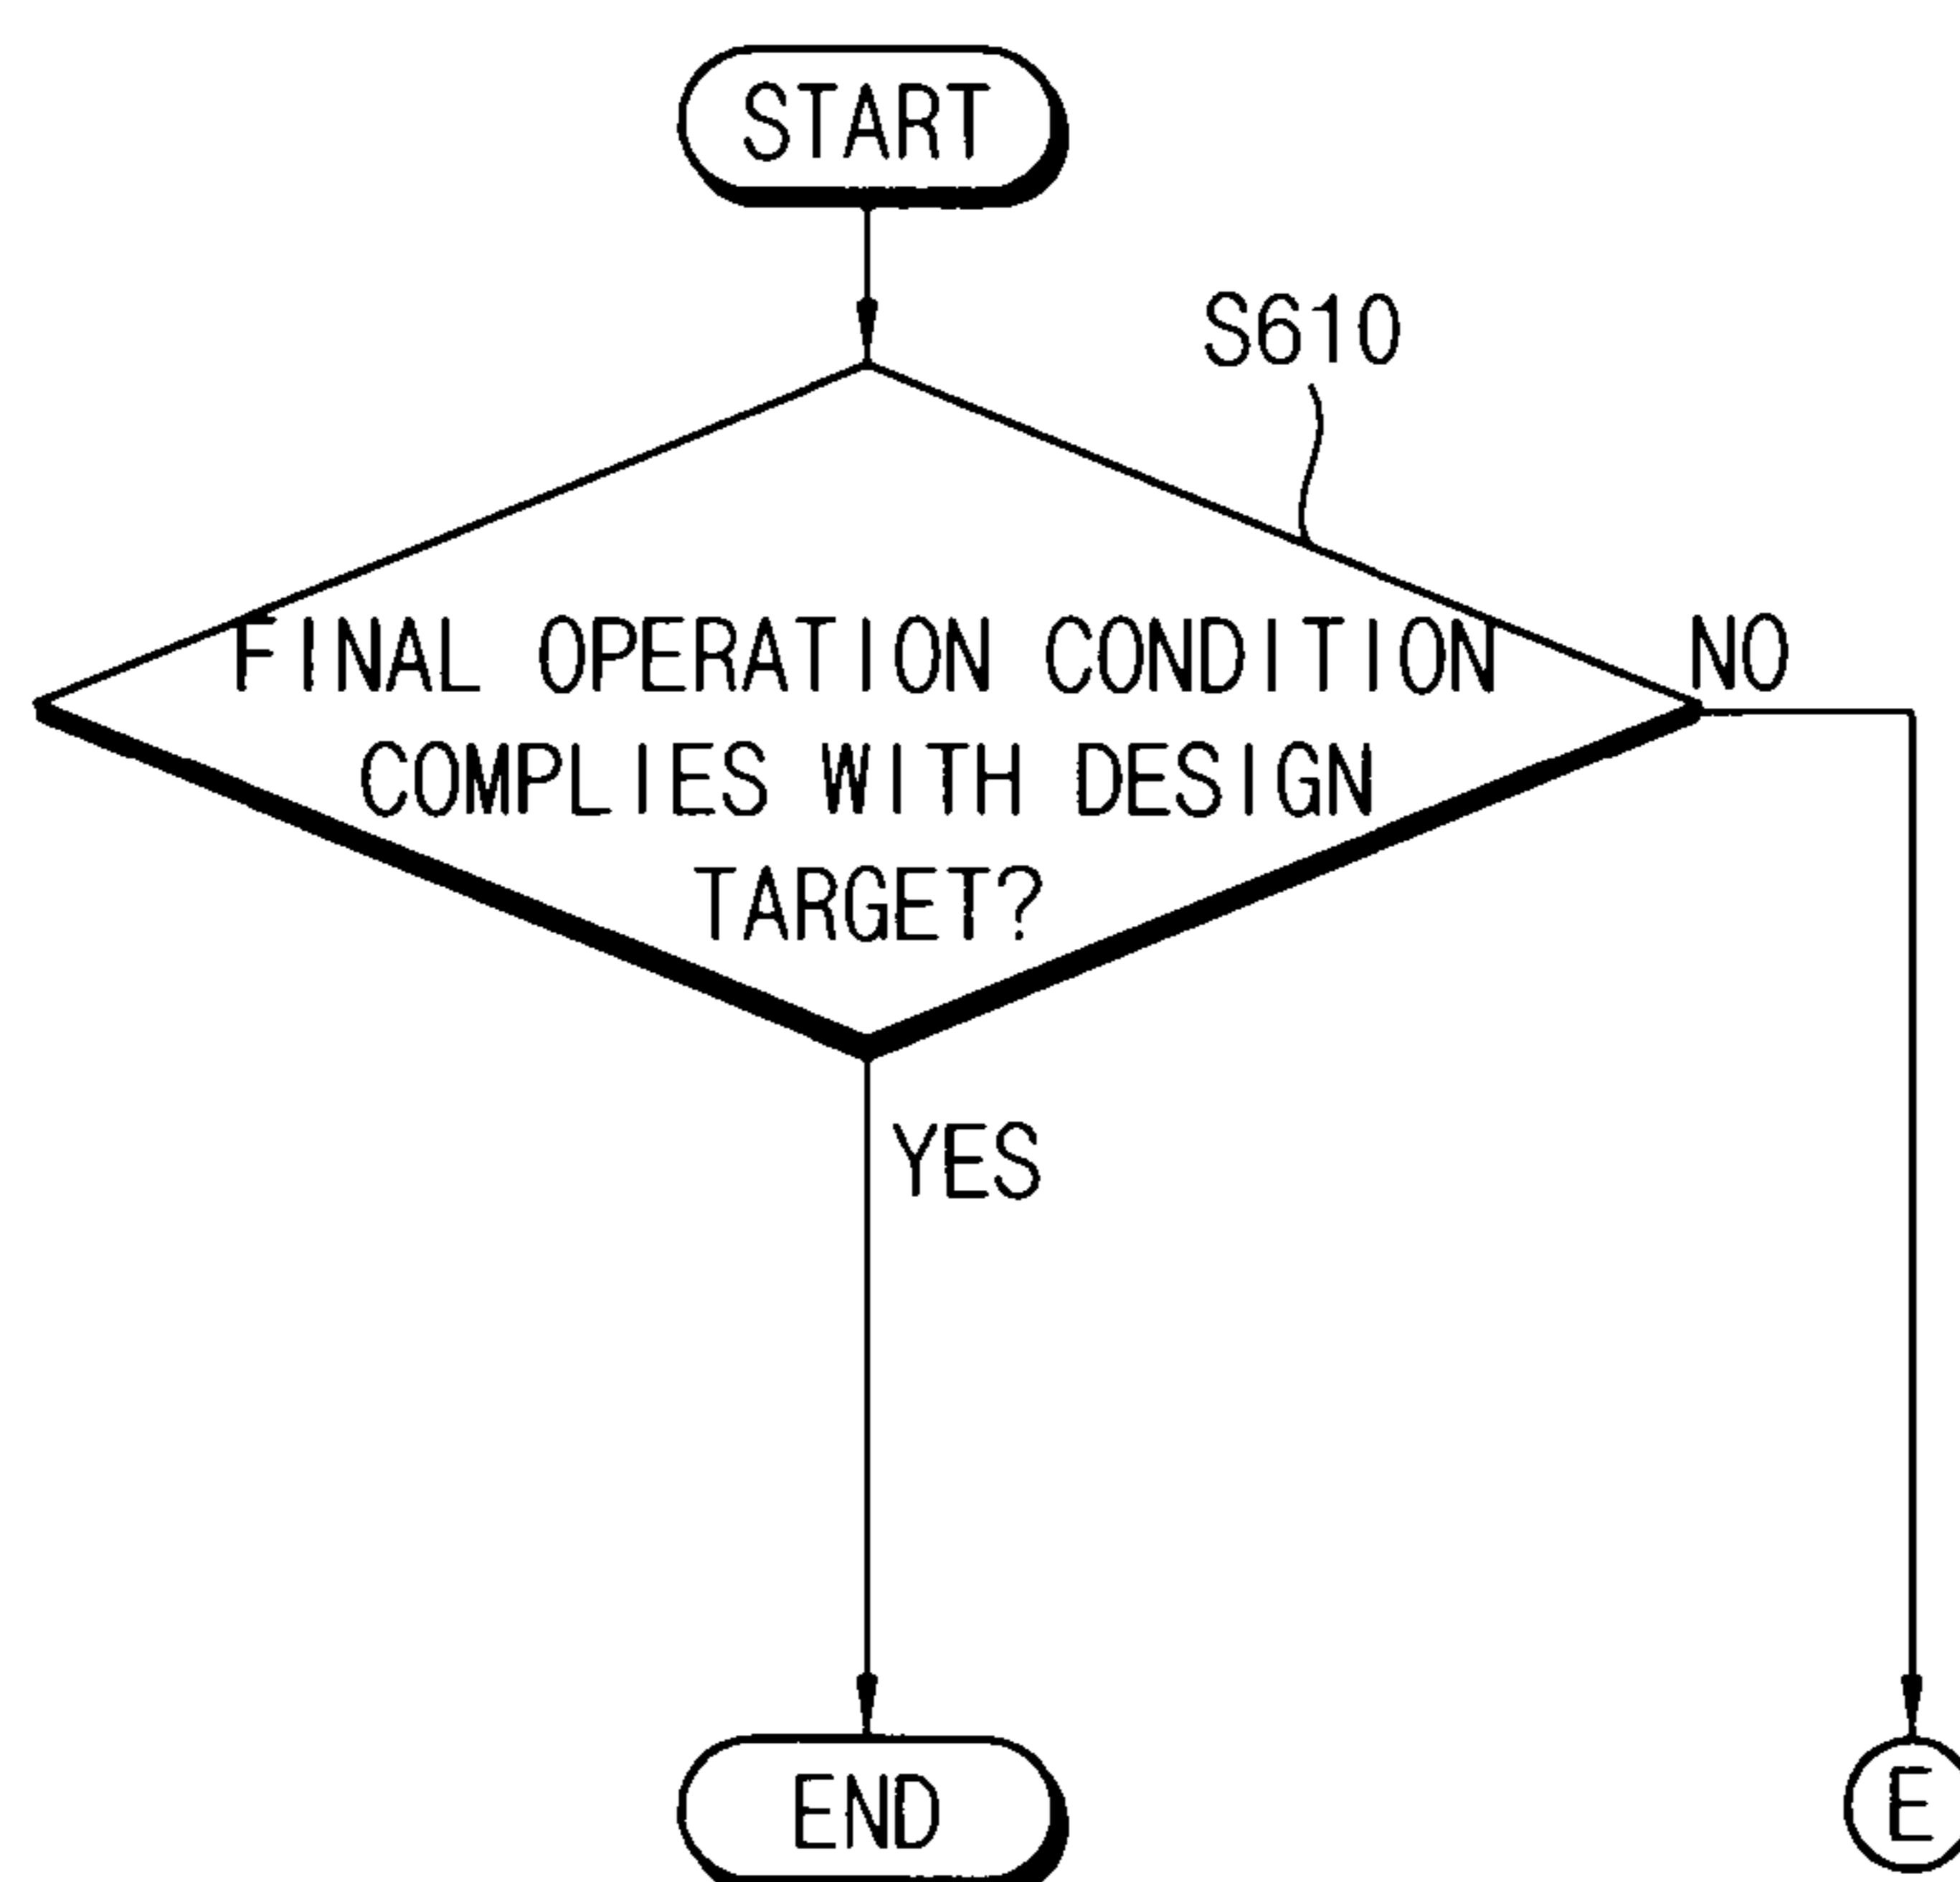 START
S610
FINAL OPERATION CONDITION
NO
COMPLIES WITH DESIGN
TARGET?
YES
END
E